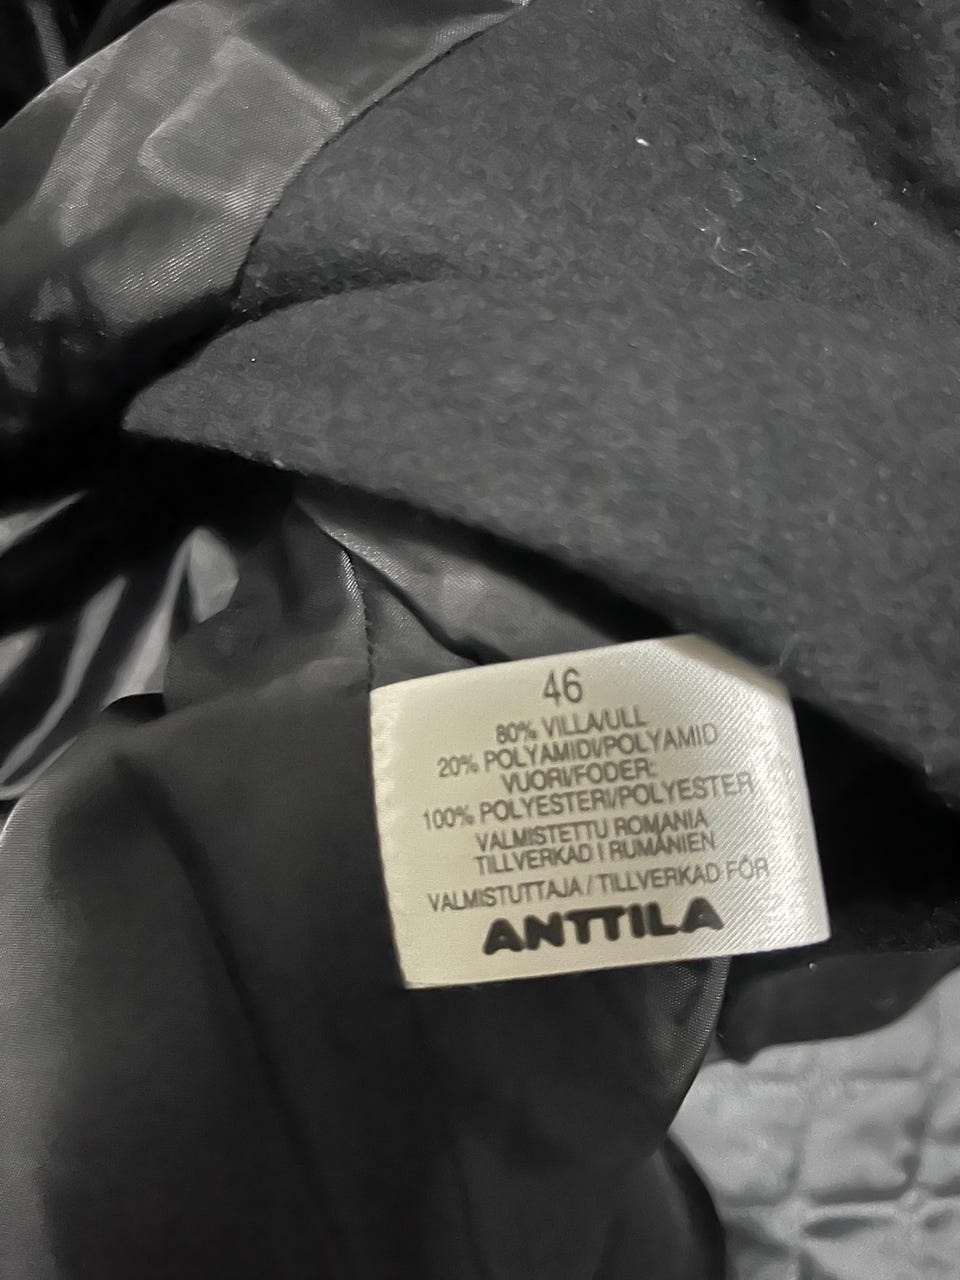 46
80% VILLA/ULL
20% POLYAMIDI/POLYAMID
VUORI/FODER:
100% POLYESTERI/POLYESTER
VALMISTETTU ROMANIA
TILLVERKAD I RUMÄNIEN
VALMISTUTTAJA / TILLVERKAD FÖR
ANTTILA